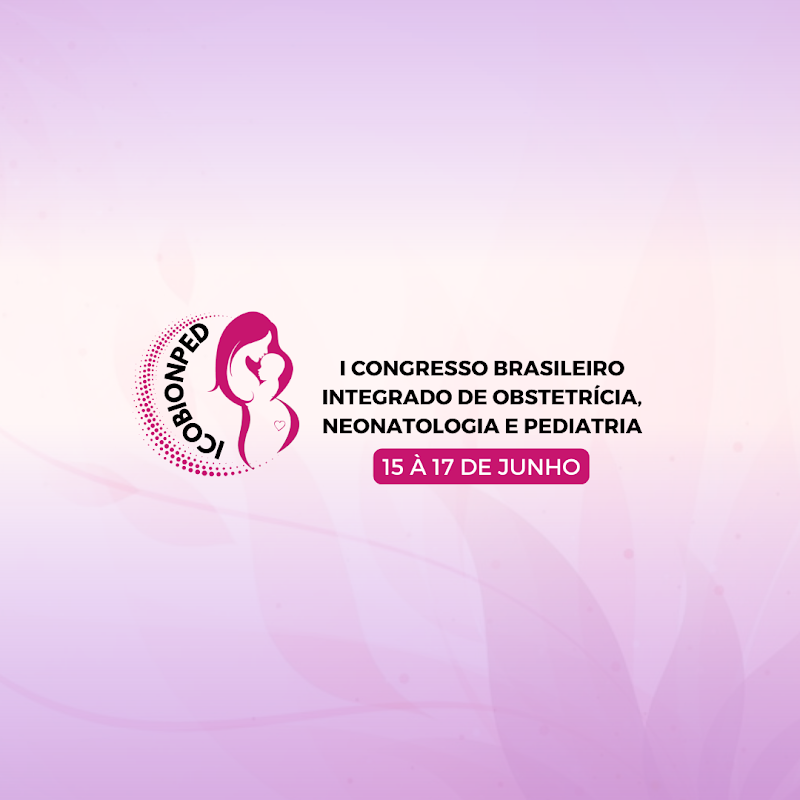 ICOBIONPED
I CONGRESSO BRASILEIRO
INTEGRADO DE OBSTETRÍCIA,
NEONATOLOGIA E PEDIATRIA
15 À 17 DE JUNHO